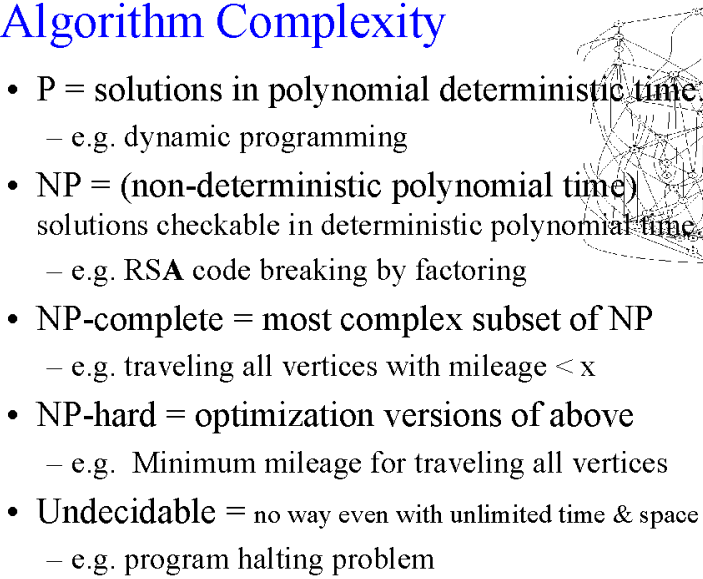 Algorithm Complexity
• P = solutions in polynomial deterministic time.
– e.g. dynamic programming
• NP = (non-deterministic polynomial time)
solutions checkable in deterministic polynomial time.
– e.g. RSA code breaking by factoring
• NP-complete = most complex subset of NP
– e.g. traveling all vertices with mileage < x
• NP-hard = optimization versions of above
– e.g. Minimum mileage for traveling all vertices
• Undecidable = no way even with unlimited time & space
– e.g. program halting problem